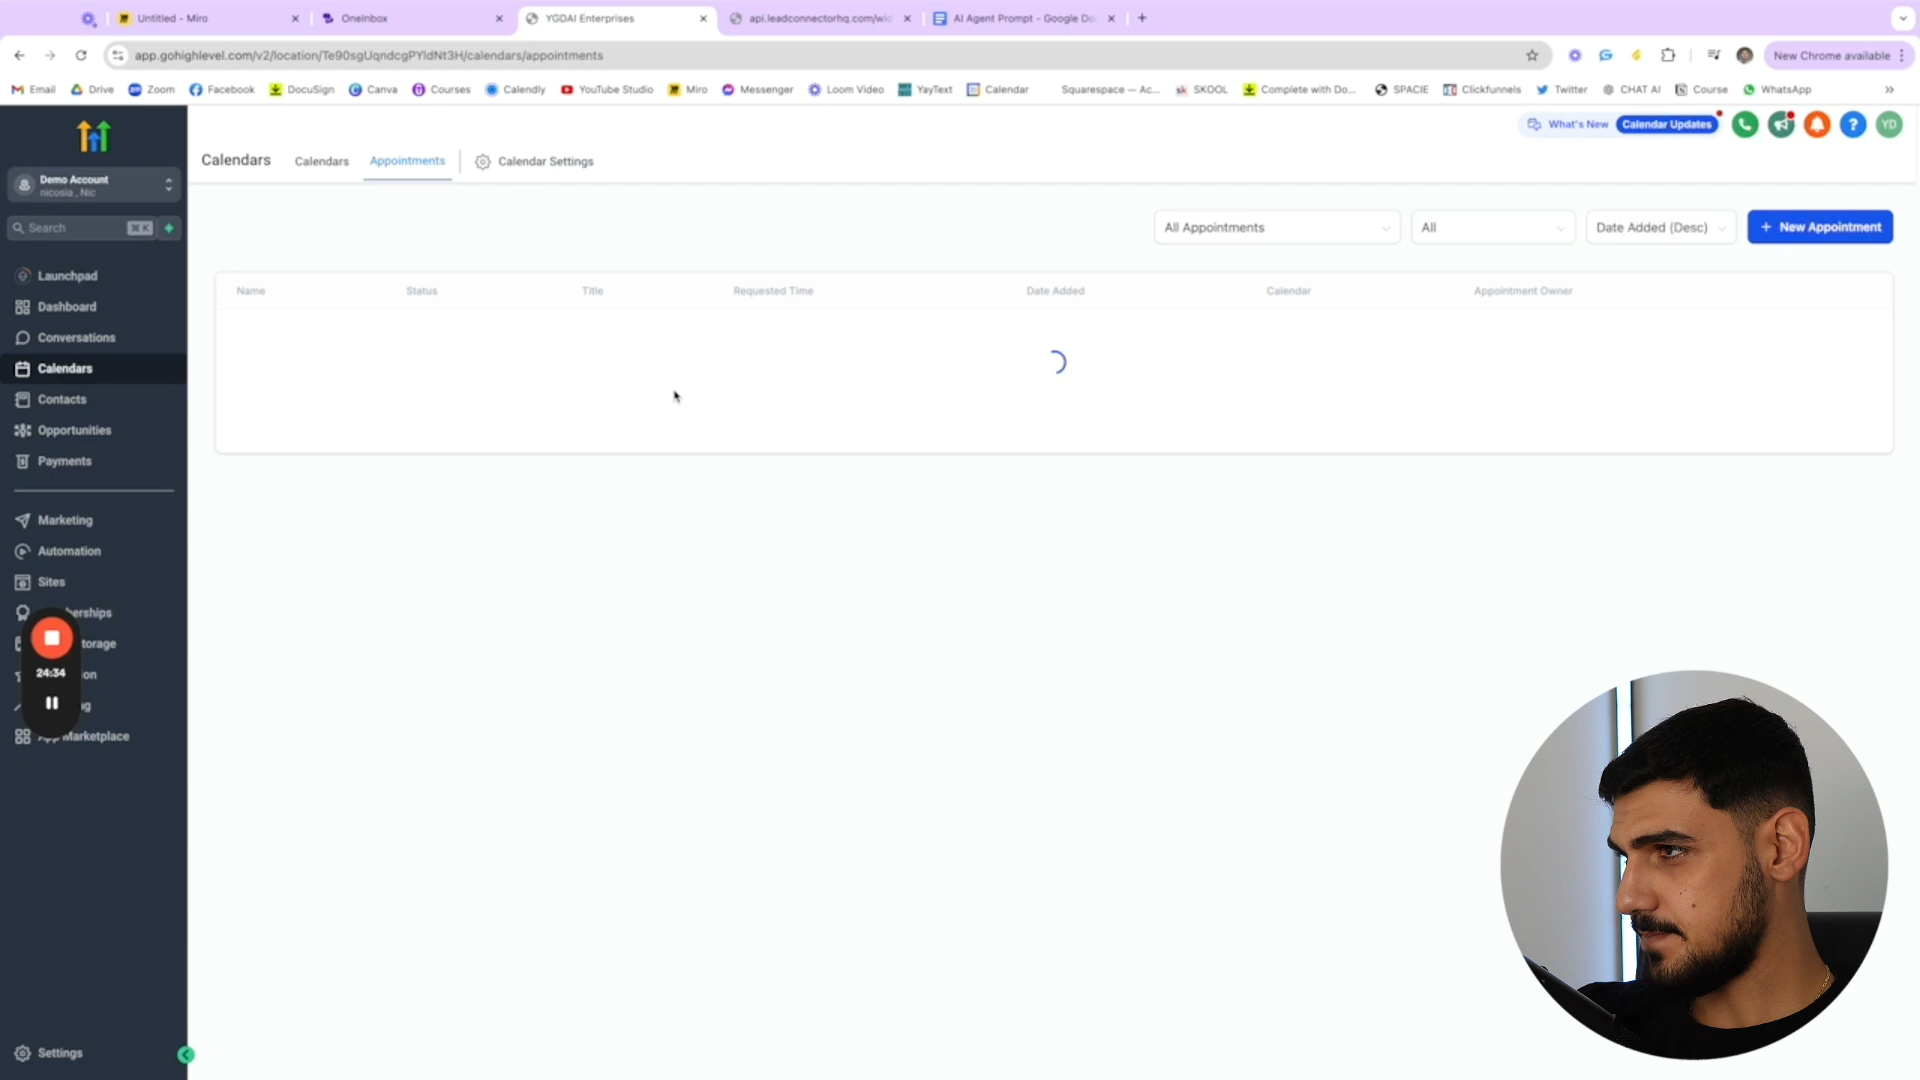 Untitled - Miro
OneInbox
YGDAI Enterprises
api.leadconnectorhq.com/wid
AI Agent Prompt - Google Do
app.gohighlevel.com/v2/location/Te90sgUqndcgPYldNt3H/calendars/appointments
New Chrome available
Email
Drive
Zoom
Facebook
DocuSign
Canva
Courses
Calendly
YouTube Studio
Miro
Messenger
Loom Video
YayText
Calendar
Squarespace — Ac...
SKOOL
Complete with Do...
SPACIE
Clickfunnels
Twitter
CHAT AI
Course
WhatsApp
What's New
Calendar Updates
YD
Calendars
Calendars
Appointments
Calendar Settings
Demo Account
nicosia , Nic
Search
⌘ K
All Appointments
All
Date Added (Desc)
+ New Appointment
Name
Status
Title
Requested Time
Date Added
Calendar
Appointment Owner
Launchpad
Dashboard
Conversations
Calendars
Contacts
Opportunities
Payments
Marketing
Automation
Sites
berships
torage
on
24:34
g
Marketplace
Settings